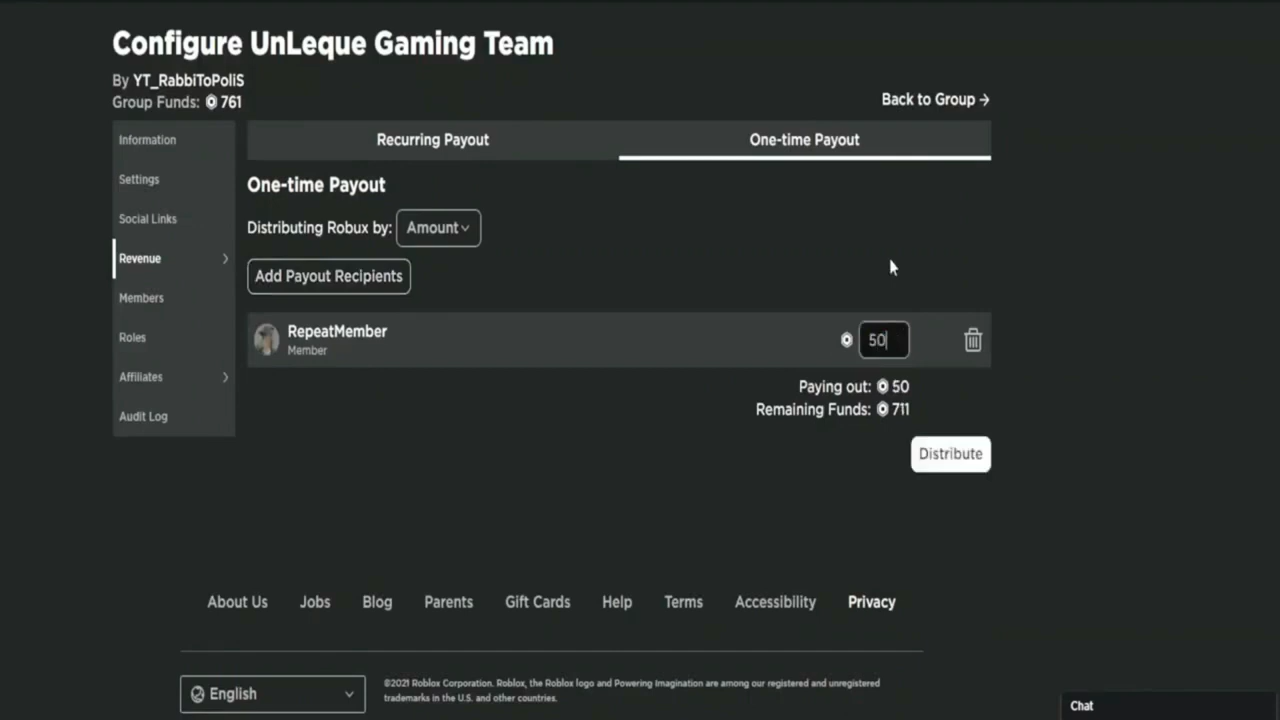 Configure UnLeque Gaming Team
By YT_RabbiToPoliS
Group Funds: 761
Back to Group →
Information
Settings
Social Links
Revenue
Members
Roles
Affiliates
Audit Log
Recurring Payout
One-time Payout
One-time Payout
Distributing Robux by: Amount
Add Payout Recipients
RepeatMember
Member
50
Paying out: 50
Remaining Funds: 711
Distribute
About Us Jobs Blog Parents Gift Cards Help Terms Accessibility Privacy
English
©2021 Roblox Corporation. Roblox, the Roblox logo and Powering Imagination are among our registered and unregistered
trademarks in the U.S. and other countries.
Chat